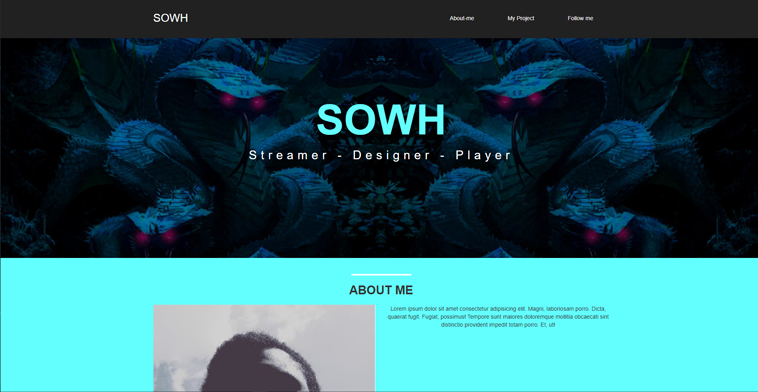 SOWH
About-me
My Project
Follow me
SOWH
Streamer - Designer - Player
ABOUT ME
Lorem ipsum dolor sit amet consectetur adipisicing elit. Magni, laboriosam porro. Dicta,
quaerat fugit. Fugiat, possimus! Tempore sunt maiores doloremque mollitia obcaecati sint
distinctio provident impedit totam porro. Et, ut!